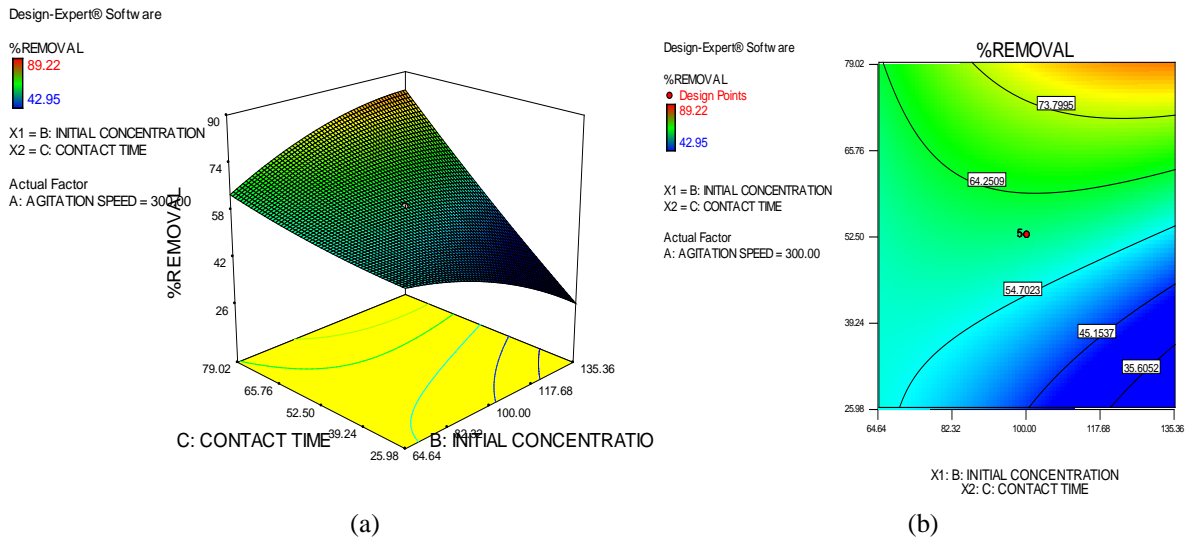 Design-Expert® Software
%REMOVAL
89.22
42.95
X1 = B: INITIAL CONCENTRATION
X2 = C: CONTACT TIME
Actual Factor
A: AGITATION SPEED = 300.00
90
74
58
42
26
%REMOVAL
79.02
65.76
52.50
39.24
25.98
64.64
82.32
100.00
117.68
135.36
C: CONTACT TIME
B: INITIAL CONCENTRATIO
(a)
Design-Expert® Software
%REMOVAL
Design Points
89.22
42.95
X1 = B: INITIAL CONCENTRATION
X2 = C: CONTACT TIME
Actual Factor
A: AGITATION SPEED = 300.00
%REMOVAL
79.02
65.76
52.50
39.24
25.98
73.7995
64.2509
5
54.7023
45.1537
35.6052
64.64
82.32
100.00
117.68
135.36
X1: B: INITIAL CONCENTRATION
X2: C: CONTACT TIME
(b)